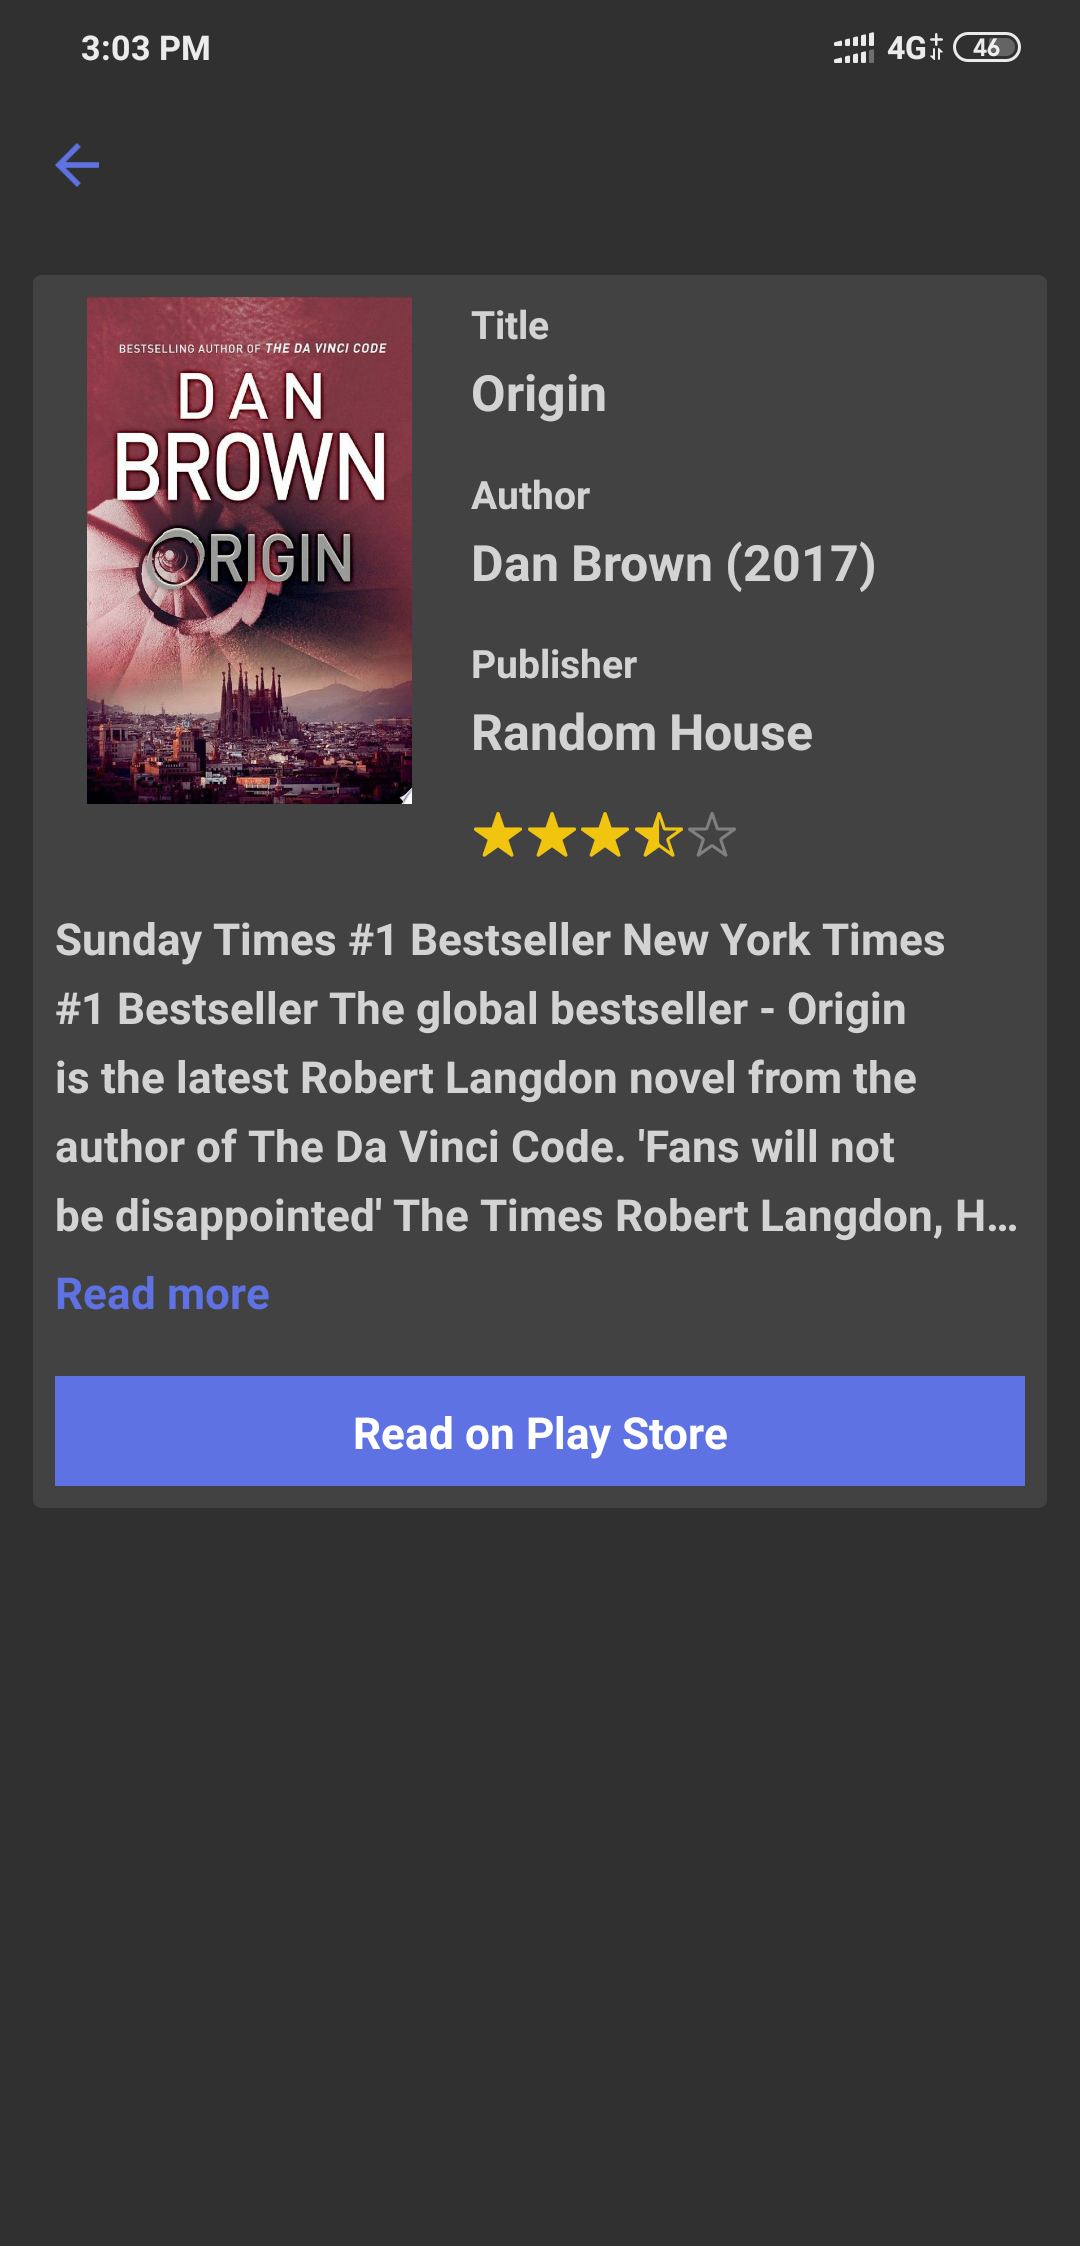 3:03 PM
4G+ 46
BESTSELLING AUTHOR OF THE DA VINCI CODE
DAN
BROWN
ORIGIN
Title
Origin
Author
Dan Brown (2017)
Publisher
Random House
Sunday Times #1 Bestseller New York Times
#1 Bestseller The global bestseller - Origin
is the latest Robert Langdon novel from the
author of The Da Vinci Code. 'Fans will not
be disappointed' The Times Robert Langdon, H...
Read more
Read on Play Store